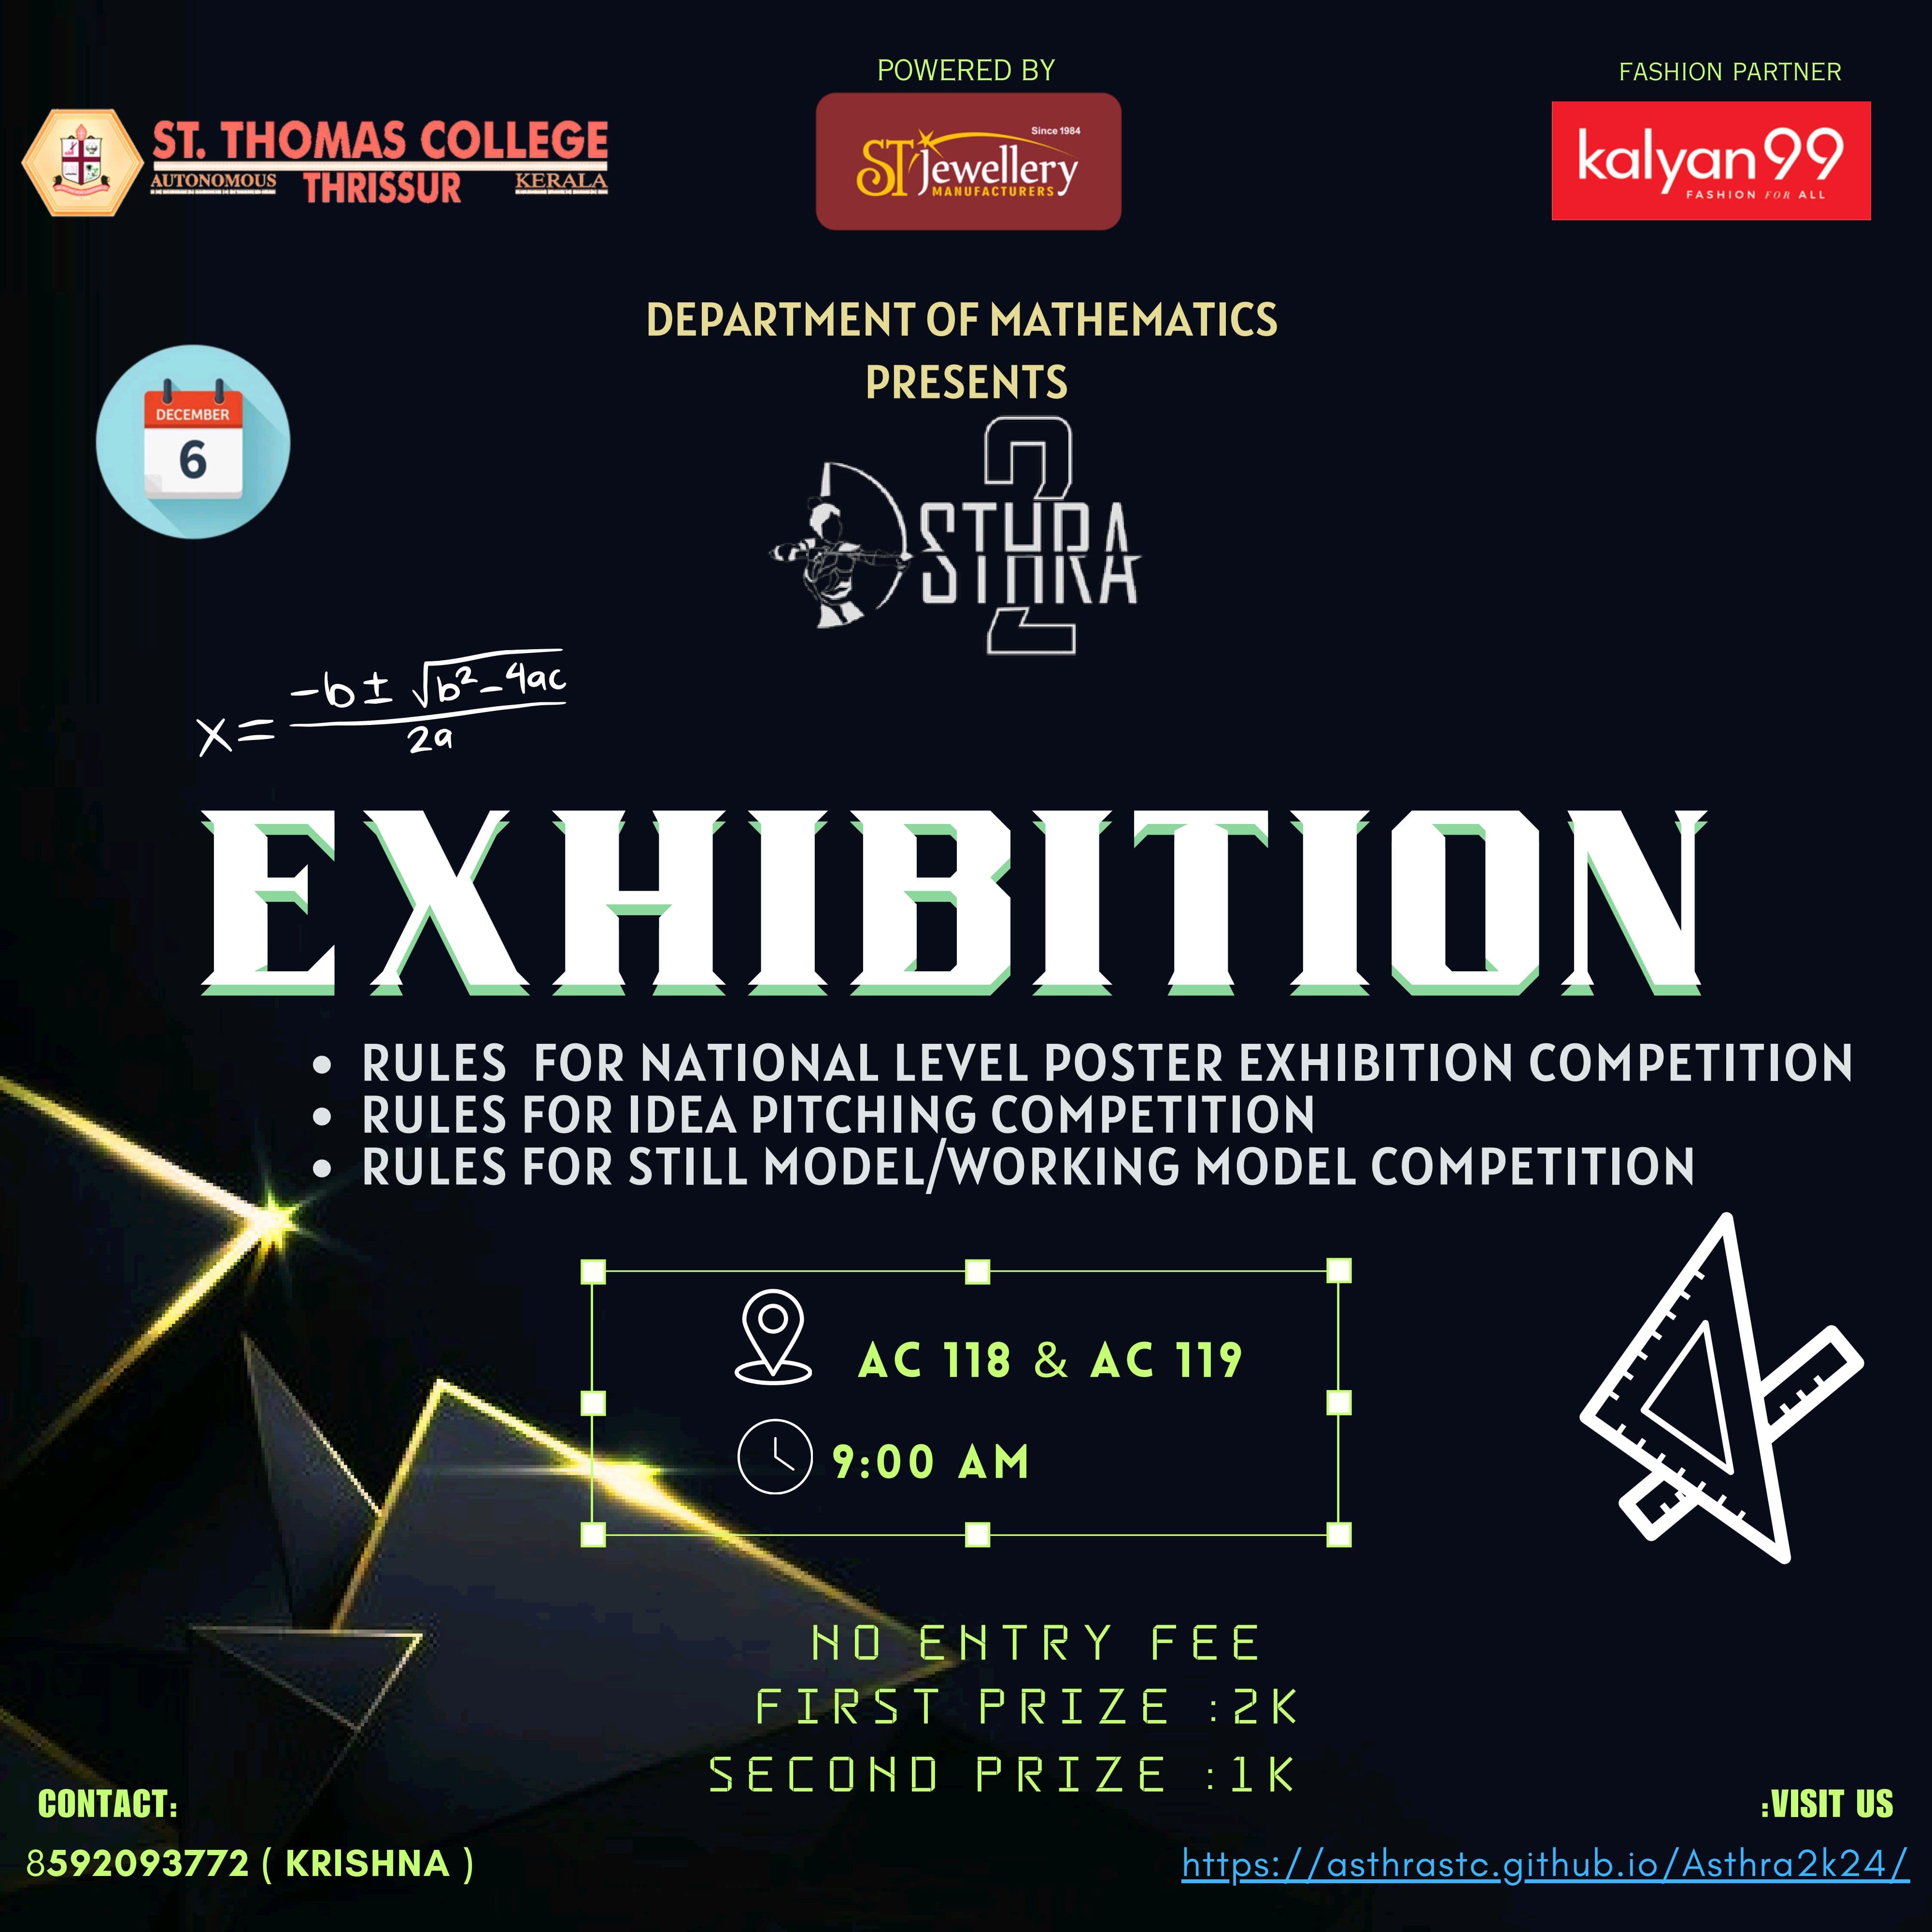 POWERED BY
FASHION PARTNER
ST. THOMAS COLLEGE
AUTONOMOUS THRISSUR KERALA
Since 1984
ST Jewellery
MANUFACTURERS
kalyan99
FASHION FOR ALL
DEPARTMENT OF MATHEMATICS
PRESENTS
DECEMBER
6
2
STHRA
x = -b ± √b²-4ac
2a
EXHIBITION
• RULES FOR NATIONAL LEVEL POSTER EXHIBITION COMPETITION
• RULES FOR IDEA PITCHING COMPETITION
• RULES FOR STILL MODEL/WORKING MODEL COMPETITION
AC 118 & AC 119
9:00 AM
NO ENTRY FEE
FIRST PRIZE :2K
SECOND PRIZE :1K
CONTACT:
8592093772 ( KRISHNA )
:VISIT US
https://asthrastc.github.io/Asthra2k24/